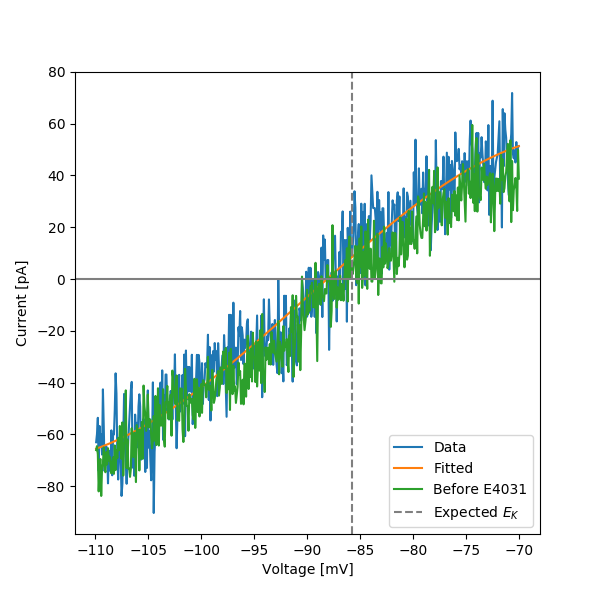 80
60
40
20
0
−20
−40
−60
−80
Current [pA]
Data
Fitted
Before E4031
Expected E_K
−110 −105 −100 −95 −90 −85 −80 −75 −70
Voltage [mV]